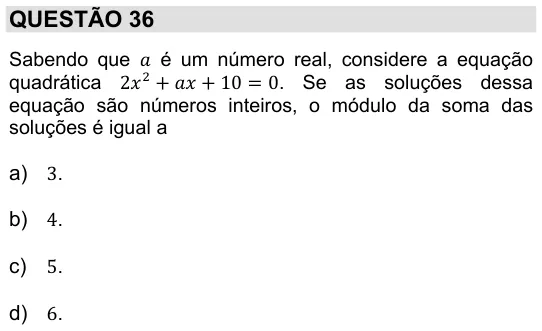 QUESTÃO 36
Sabendo que a é um número real, considere a equação
quadrática 2x² + ax + 10 = 0. Se as soluções dessa
equação são números inteiros, o módulo da soma das
soluções é igual a
a) 3.
b) 4.
c) 5.
d) 6.